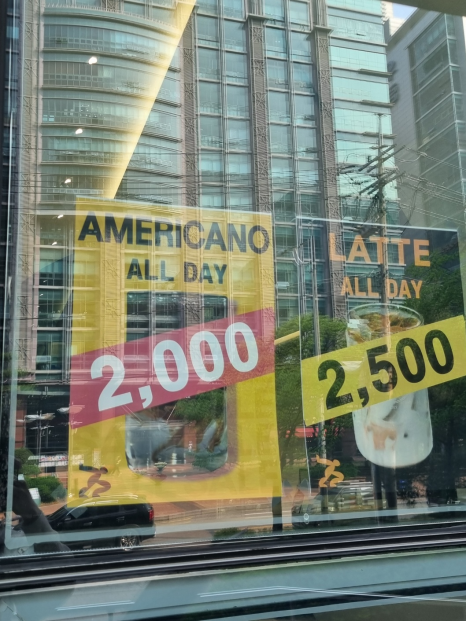 AMERICANO
ALL DAY
2,000
LATTE
ALL DAY
2,500